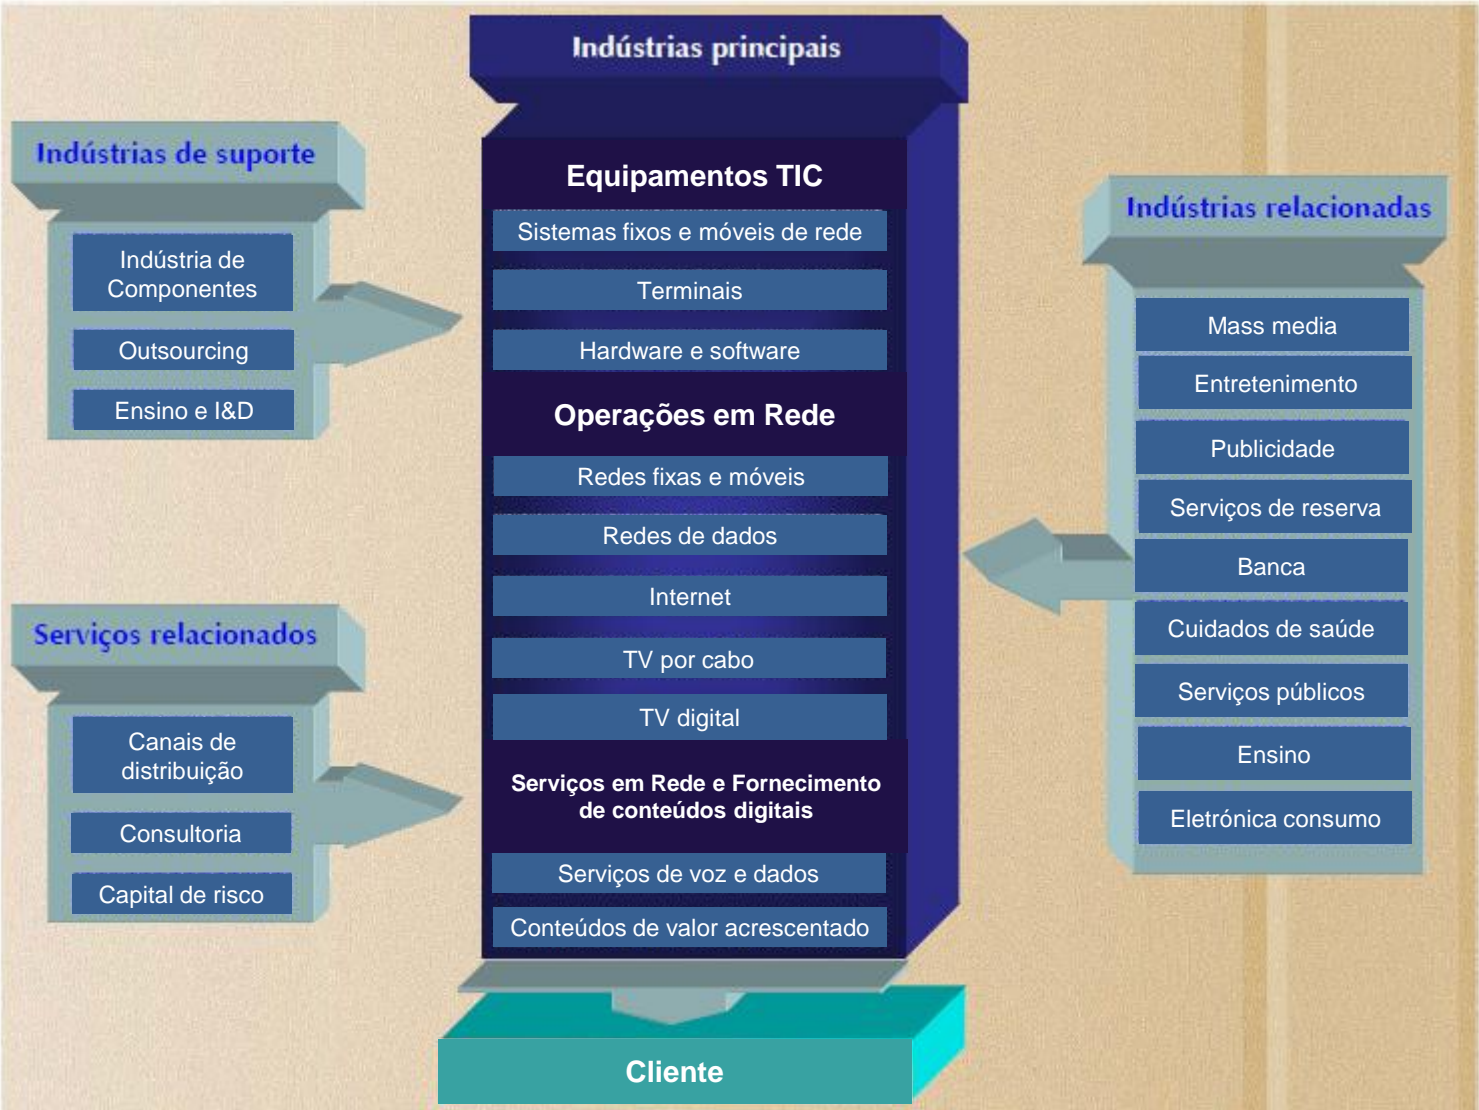 Indústrias principais
Indústrias de suporte
Indústria de
Componentes
Outsourcing
Ensino e I&D
Serviços relacionados
Canais de
distribuição
Consultoria
Capital de risco
Equipamentos TIC
Sistemas fixos e móveis de rede
Terminais
Hardware e software
Operações em Rede
Redes fixas e móveis
Redes de dados
Internet
TV por cabo
TV digital
Serviços em Rede e Fornecimento
de conteúdos digitais
Serviços de voz e dados
Conteúdos de valor acrescentado
Indústrias relacionadas
Mass media
Entretenimento
Publicidade
Serviços de reserva
Banca
Cuidados de saúde
Serviços públicos
Ensino
Eletrónica consumo
Cliente